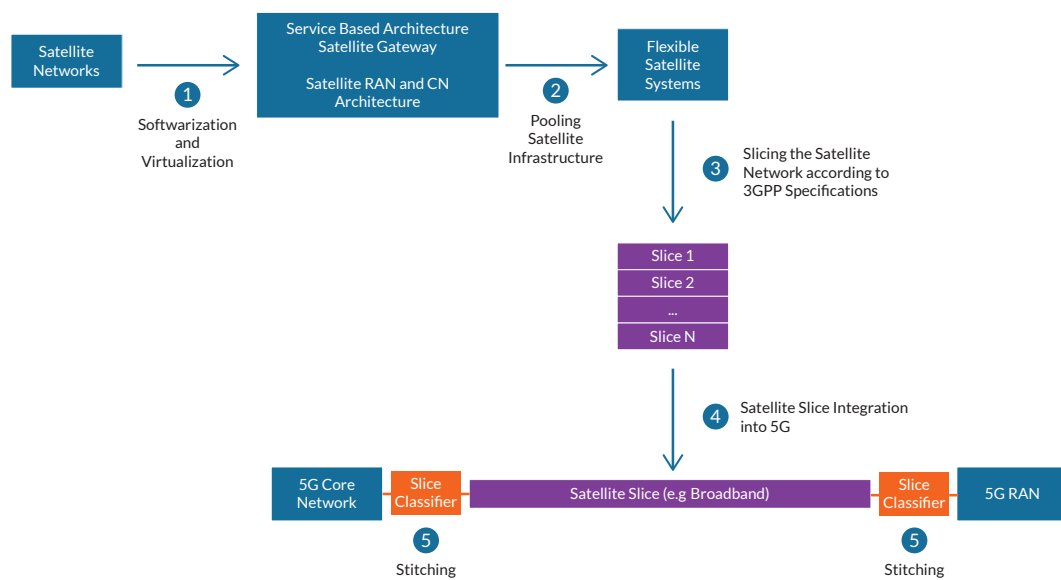 Satellite
Networks
1
Softwarization
and
Virtualization
Service Based Architecture
Satellite Gateway
Satellite RAN and CN
Architecture
2
Pooling
Satellite
Infrastructure
Flexible
Satellite
Systems
3
Slicing the Satellite
Network according to
3GPP Specifications
Slice 1
Slice 2
...
Slice N
4
Satellite Slice Integration
into 5G
5G Core
Network
Slice
Classifier
Satellite Slice (e.g Broadband)
Slice
Classifier
5G RAN
5
Stitching
5
Stitching